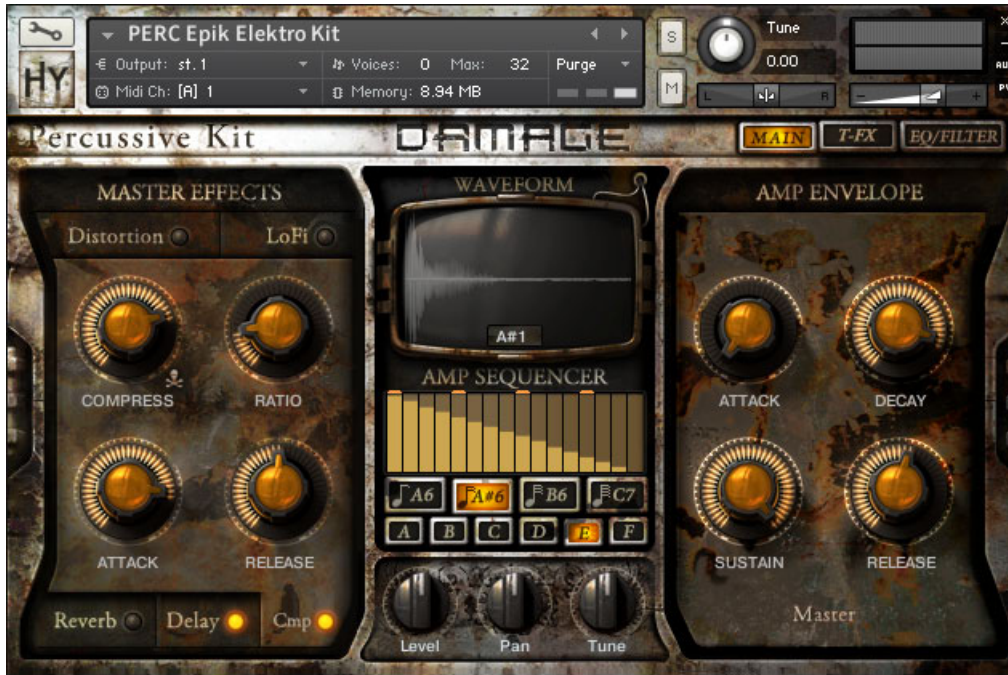 PERC Epik Elektro Kit
Output: st.1
Voices: 0 Max: 32
Purge
Midi Ch: [A] 1
Memory: 8.94 MB
S
M
Tune
0.00
L
R
HY
Percussive Kit
DAMAGE
MAIN
T-FX
EQ/FILTER
MASTER EFFECTS
Distortion
LoFi
COMPRESS
RATIO
ATTACK
RELEASE
Reverb
Delay
Cmp
WAVEFORM
A#1
AMP SEQUENCER
A6
A#6
B6
C7
A
B
C
D
E
F
Level
Pan
Tune
AMP ENVELOPE
ATTACK
DECAY
SUSTAIN
RELEASE
Master